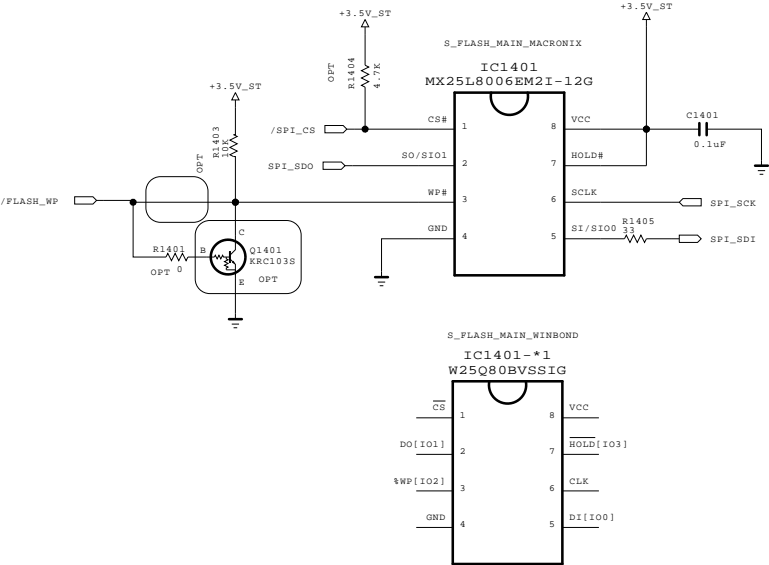 +3.5V_ST
+3.5V_ST
S_FLASH_MAIN_MACRONIX
OPT
R1404
4.7K
IC1401
MX25L8006EM2I-12G
+3.5V_ST
C1401
0.1uF
/SPI_CS
CS#
1
8
VCC
R1403
10K
OPT
SPI_SDO
SO/SIO1
2
7
HOLD#
/FLASH_WP
WP#
3
6
SCLK
SPI_SCK
GND
4
5
SI/SIO0
R1405
33
SPI_SDI
C
R1401
B
Q1401
KRC103S
OPT
0
E
OPT
S_FLASH_MAIN_WINBOND
IC1401-*1
W25Q80BVSSIG
CS
1
8
VCC
DO[IO1]
2
7
HOLD[IO3]
%WP[IO2]
3
6
CLK
GND
4
5
DI[IO0]